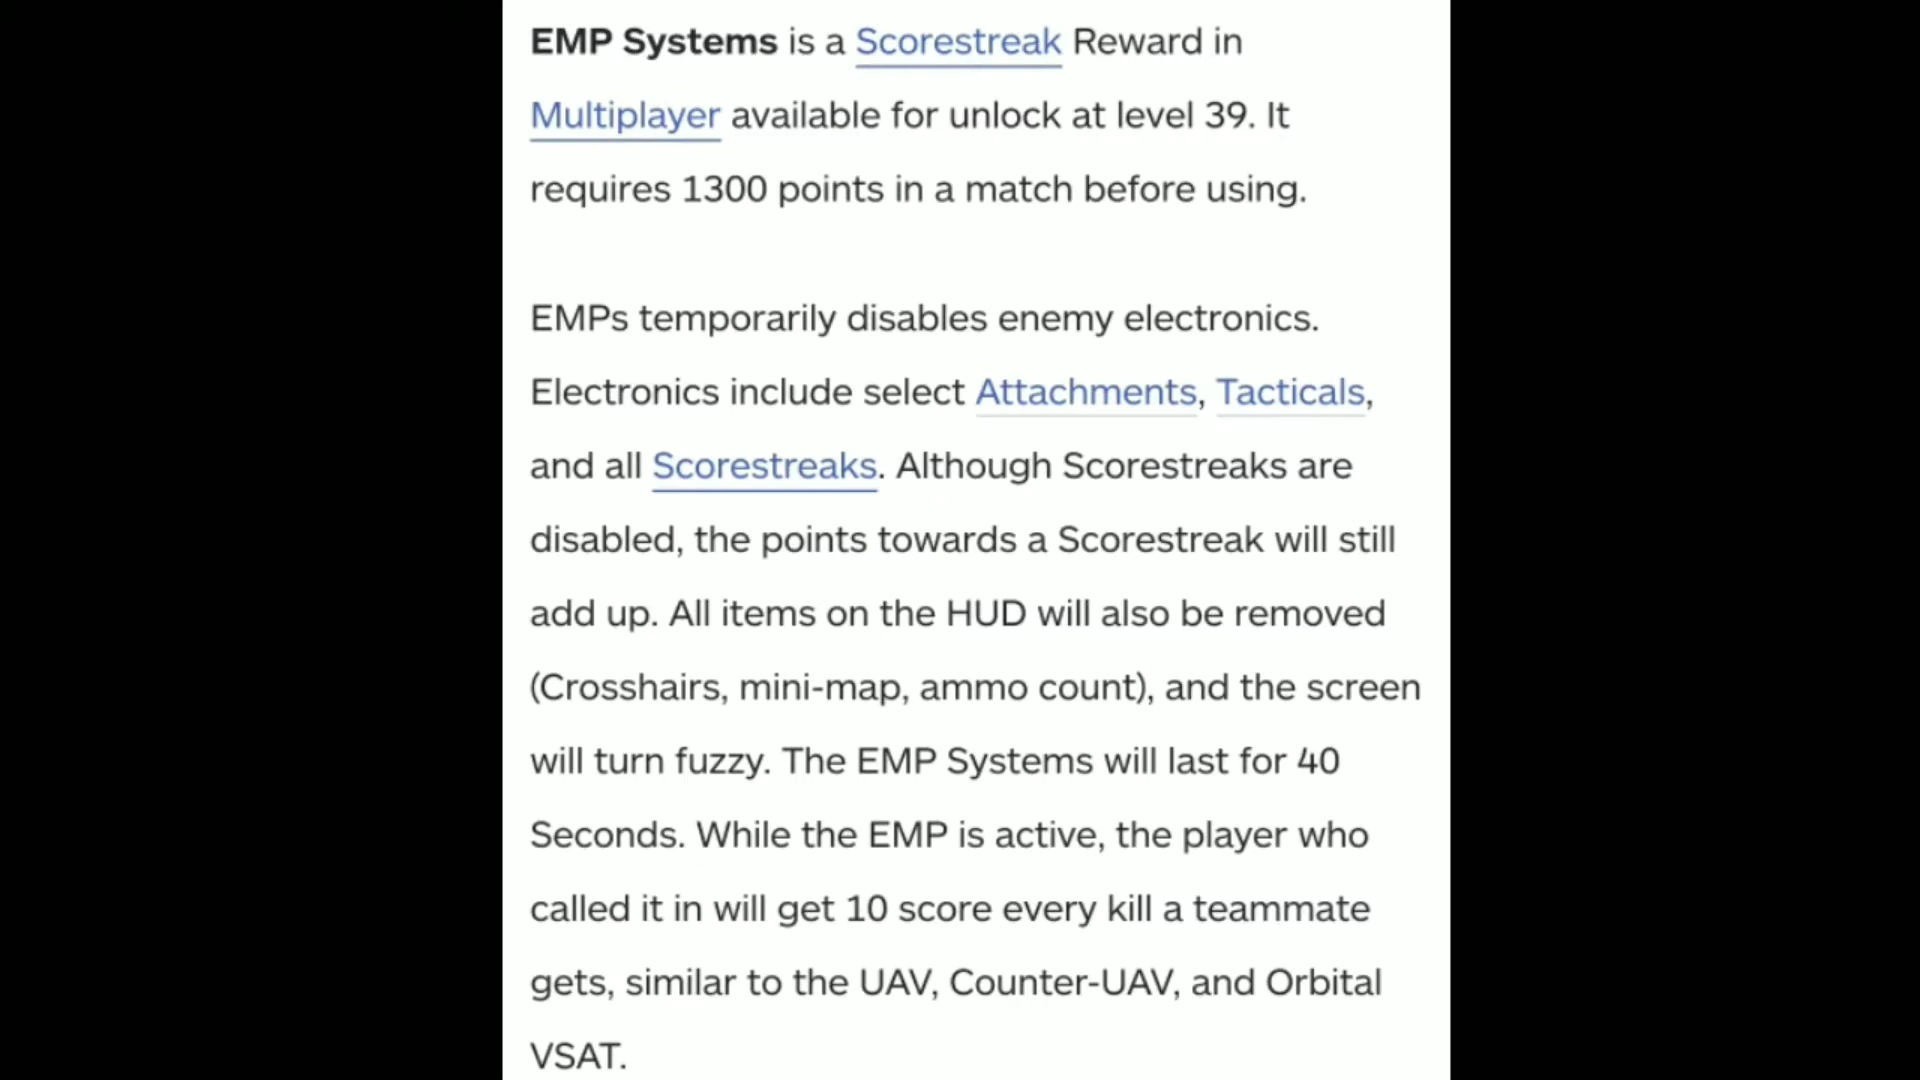 EMP Systems is a Scorestreak Reward in
Multiplayer available for unlock at level 39. It
requires 1300 points in a match before using.
EMPs temporarily disables enemy electronics.
Electronics include select Attachments, Tacticals,
and all Scorestreaks. Although Scorestreaks are
disabled, the points towards a Scorestreak will still
add up. All items on the HUD will also be removed
(Crosshairs, mini-map, ammo count), and the screen
will turn fuzzy. The EMP Systems will last for 40
Seconds. While the EMP is active, the player who
called it in will get 10 score every kill a teammate
gets, similar to the UAV, Counter-UAV, and Orbital
VSAT.